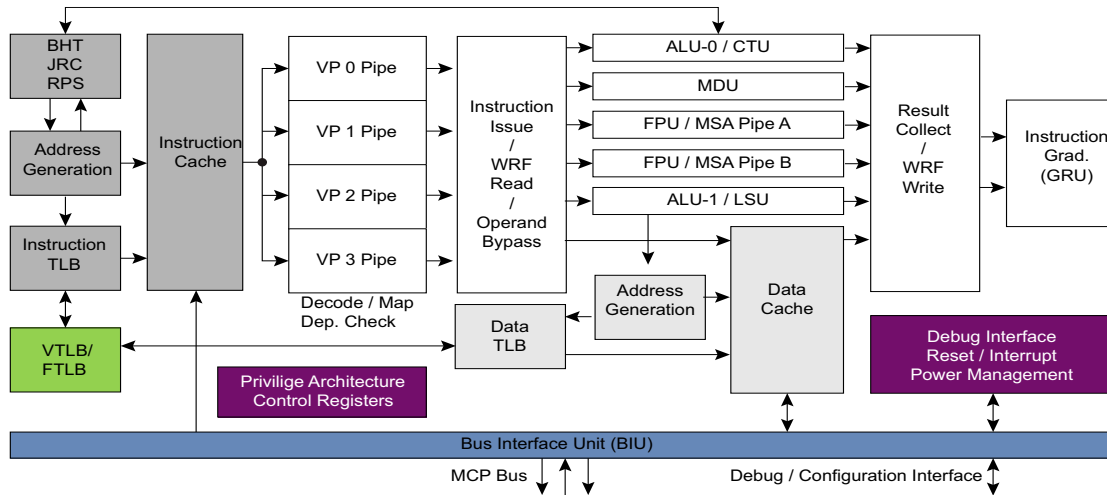 BHT
JRC
RPS
Address
Generation
Instruction
TLB
VTLB/
FTLB
Instruction
Cache
VP 0 Pipe
VP 1 Pipe
VP 2 Pipe
VP 3 Pipe
Decode / Map
Dep. Check
Instruction
Issue
/
WRF
Read
/
Operand
Bypass
ALU-0 / CTU
MDU
FPU / MSA Pipe A
FPU / MSA Pipe B
ALU-1 / LSU
Address
Generation
Data
TLB
Data
Cache
Result
Collect
/
WRF
Write
Instruction
Grad.
(GRU)
Privilige Architecture
Control Registers
Debug Interface
Reset / Interrupt
Power Management
Bus Interface Unit (BIU)
MCP Bus
Debug / Configuration Interface